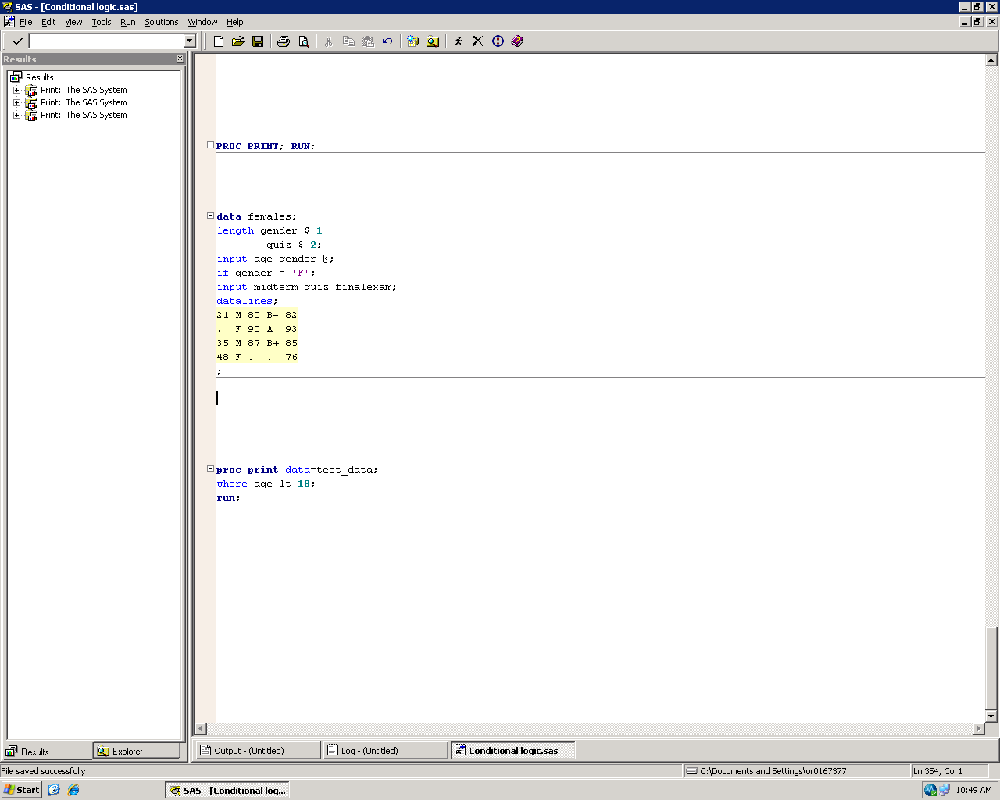 SAS - [Conditional logic.sas]
File Edit View Tools Run Solutions Window Help
Results
Results
Print: The SAS System
Print: The SAS System
Print: The SAS System
PROC PRINT; RUN;
data females;
length gender $ 1
quiz $ 2;
input age gender @;
if gender = 'F';
input midterm quiz finalexam;
datalines;
21 M 80 B- 82
. F 90 A 93
35 M 87 B+ 85
48 F . . 76
;
proc print data=test_data;
where age lt 18;
run;
Results Explorer
Output - (Untitled) Log - (Untitled) Conditional logic.sas
File saved successfully. C:\Documents and Settings\or0167377 Ln 354, Col 1
Start SAS - [Conditional log... 10:49 AM